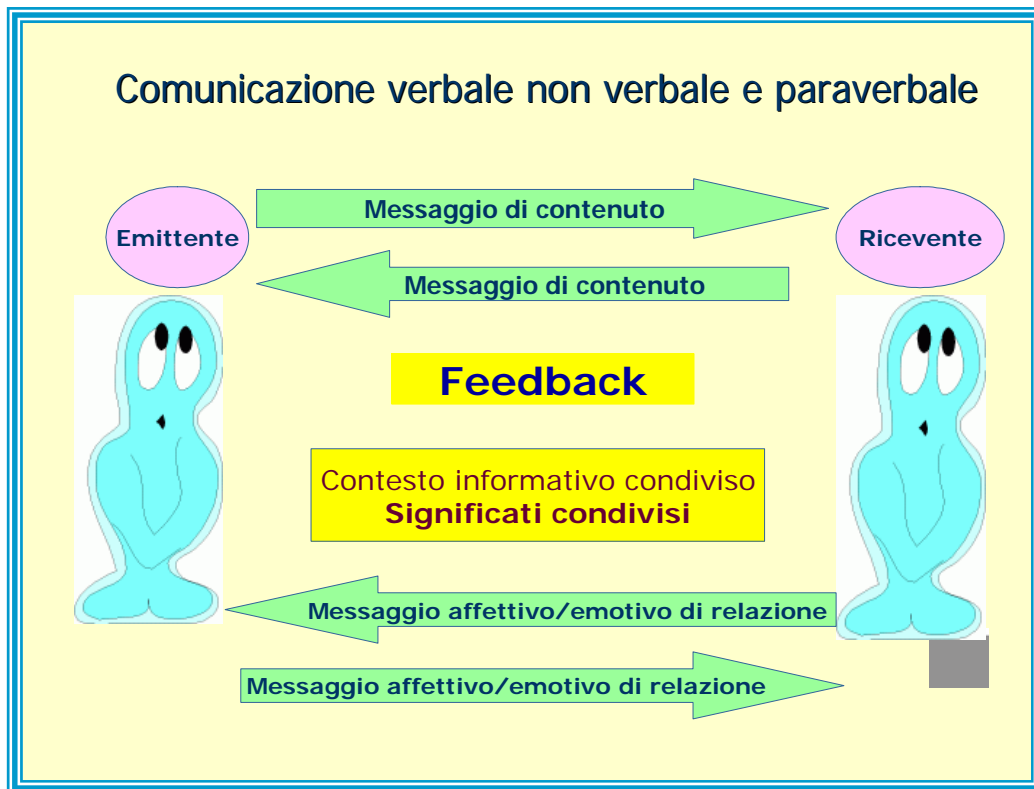 Comunicazione verbale non verbale e paraverbale
Messaggio di contenuto
Emittente
Ricevente
Messaggio di contenuto
Feedback
Contesto informativo condiviso
Significati condivisi
Messaggio affettivo/emotivo di relazione
Messaggio affettivo/emotivo di relazione